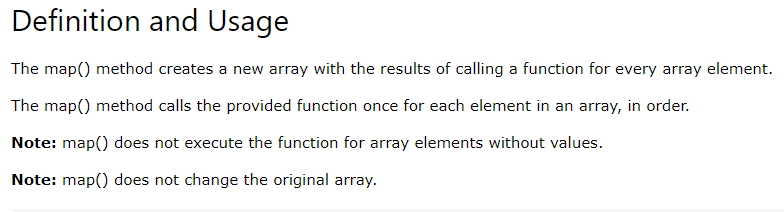 Definition and Usage
The map() method creates a new array with the results of calling a function for every array element.
The map() method calls the provided function once for each element in an array, in order.
Note: map() does not execute the function for array elements without values.
Note: map() does not change the original array.